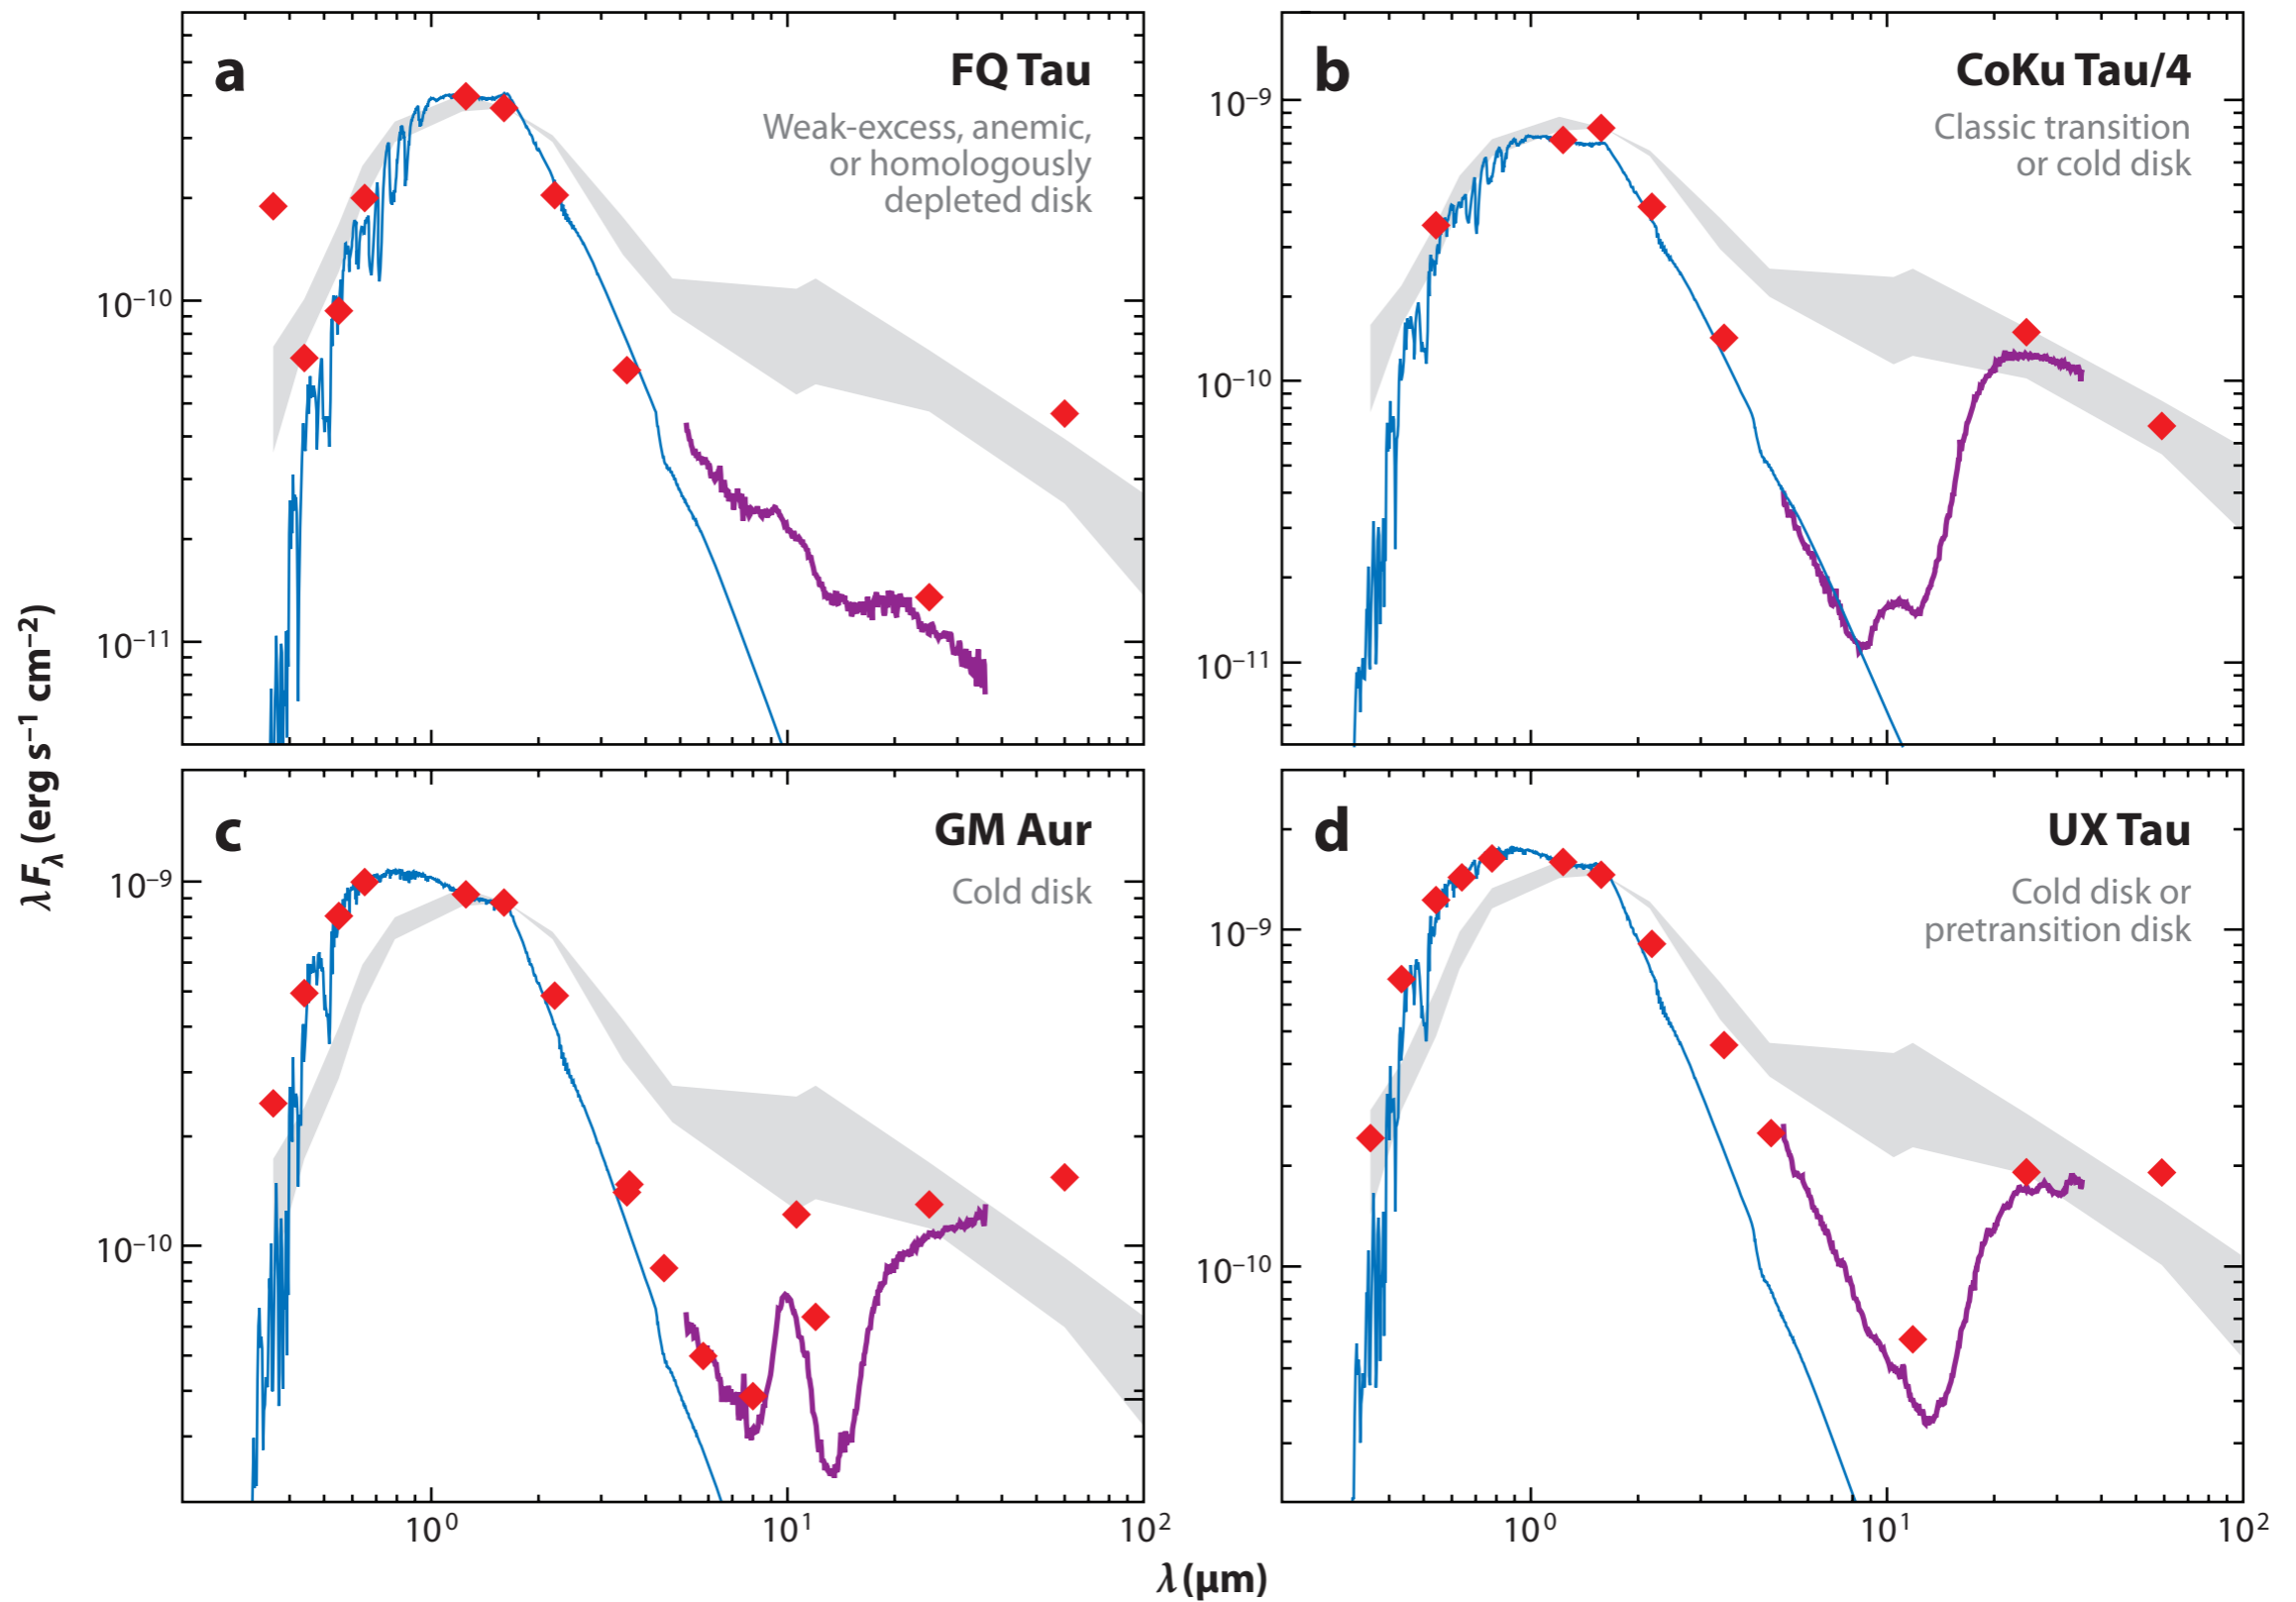 a
FQ Tau
Weak-excess, anemic,
or homologously
depleted disk
10⁻¹⁰
10⁻¹¹
b
CoKu Tau/4
Classic transition
or cold disk
10⁻⁹
10⁻¹⁰
10⁻¹¹
λFλ (erg s⁻¹ cm⁻²)
c
GM Aur
Cold disk
10⁻⁹
10⁻¹⁰
10⁰ 10¹ 10²
d
UX Tau
Cold disk or
pretransition disk
10⁻⁹
10⁻¹⁰
10⁰ 10¹ 10²
λ (μm)